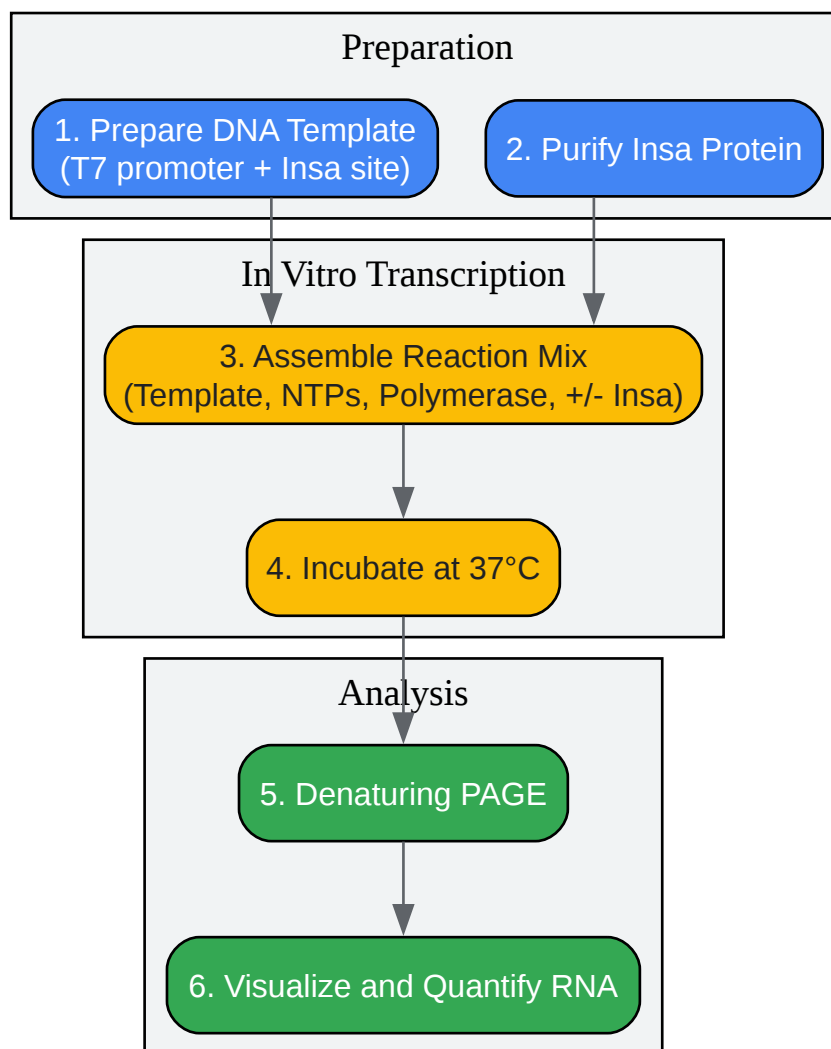 Preparation
1. Prepare DNA Template
(T7 promoter + Insa site)
2. Purify Insa Protein
In Vitro Transcription
3. Assemble Reaction Mix
(Template, NTPs, Polymerase, +/- Insa)
4. Incubate at 37°C
Analysis
5. Denaturing PAGE
6. Visualize and Quantify RNA